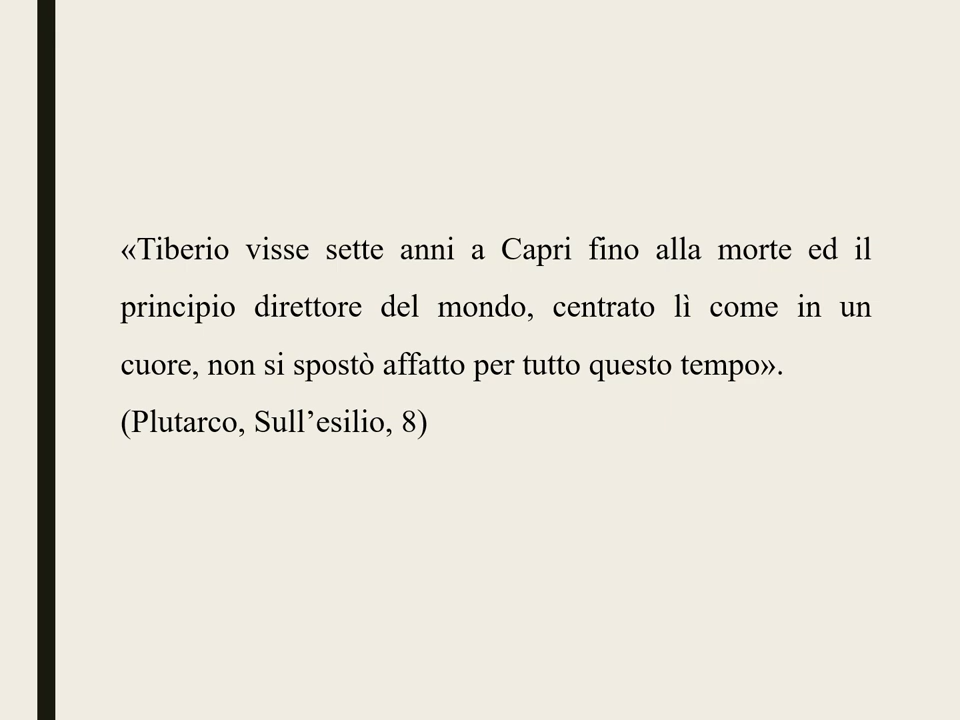 «Tiberio visse sette anni a Capri fino alla morte ed il
principio direttore del mondo, centrato lì come in un
cuore, non si spostò affatto per tutto questo tempo».
(Plutarco, Sull’esilio, 8)